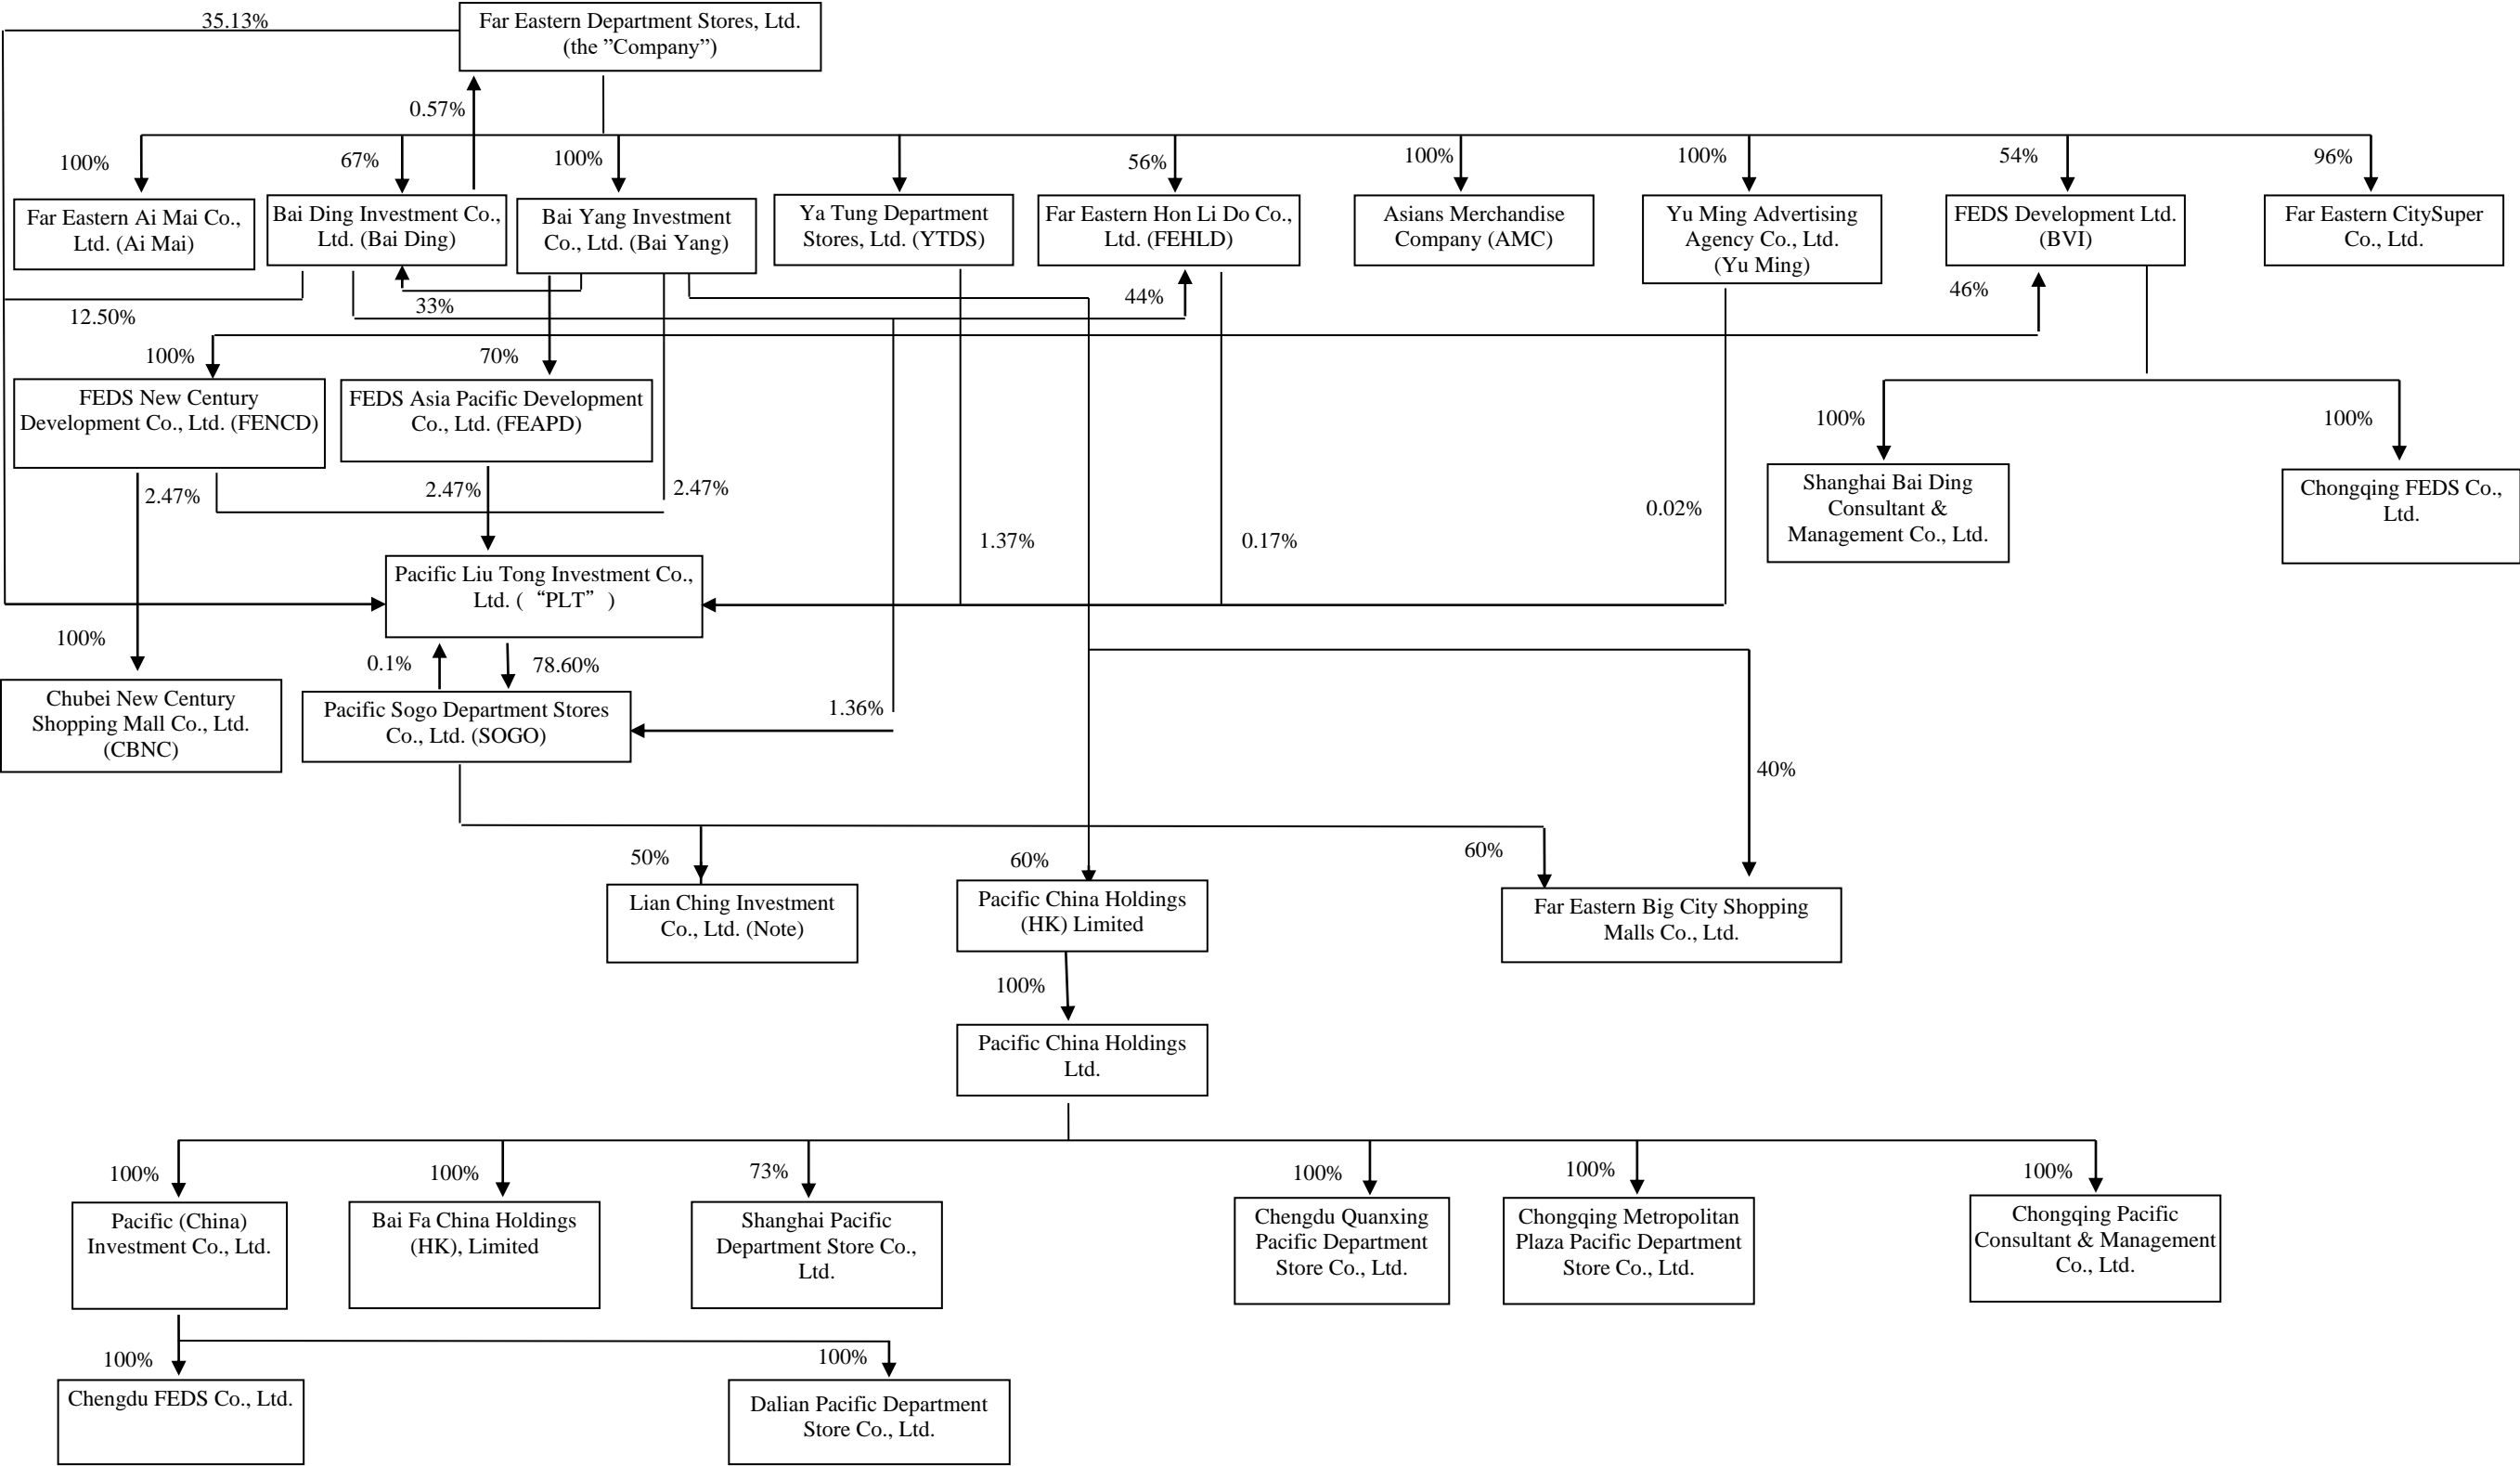 35.13%
Far Eastern Department Stores, Ltd.
(the ”Company”)
0.57%
100%
67%
100%
56%
100%
100%
54%
96%
Far Eastern Ai Mai Co.,
Ltd. (Ai Mai)
Bai Ding Investment Co.,
Ltd. (Bai Ding)
Bai Yang Investment
Co., Ltd. (Bai Yang)
Ya Tung Department
Stores, Ltd. (YTDS)
Far Eastern Hon Li Do Co.,
Ltd. (FEHLD)
Asians Merchandise
Company (AMC)
Yu Ming Advertising
Agency Co., Ltd.
(Yu Ming)
FEDS Development Ltd.
(BVI)
Far Eastern CitySuper
Co., Ltd.
12.50%
33%
44%
46%
100%
70%
FEDS New Century
Development Co., Ltd. (FENCD)
FEDS Asia Pacific Development
Co., Ltd. (FEAPD)
100%
100%
2.47%
2.47%
2.47%
Shanghai Bai Ding
Consultant &
Management Co., Ltd.
Chongqing FEDS Co.,
Ltd.
1.37%
0.17%
0.02%
Pacific Liu Tong Investment Co.,
Ltd. ( “PLT” )
100%
0.1%
78.60%
Chubei New Century
Shopping Mall Co., Ltd.
(CBNC)
Pacific Sogo Department Stores
Co., Ltd. (SOGO)
1.36%
40%
50%
60%
60%
Lian Ching Investment
Co., Ltd. (Note)
Pacific China Holdings
(HK) Limited
Far Eastern Big City Shopping
Malls Co., Ltd.
100%
Pacific China Holdings
Ltd.
100%
100%
73%
100%
100%
100%
Pacific (China)
Investment Co., Ltd.
Bai Fa China Holdings
(HK), Limited
Shanghai Pacific
Department Store Co.,
Ltd.
Chengdu Quanxing
Pacific Department
Store Co., Ltd.
Chongqing Metropolitan
Plaza Pacific Department
Store Co., Ltd.
Chongqing Pacific
Consultant & Management
Co., Ltd.
100%
100%
Chengdu FEDS Co., Ltd.
Dalian Pacific Department
Store Co., Ltd.